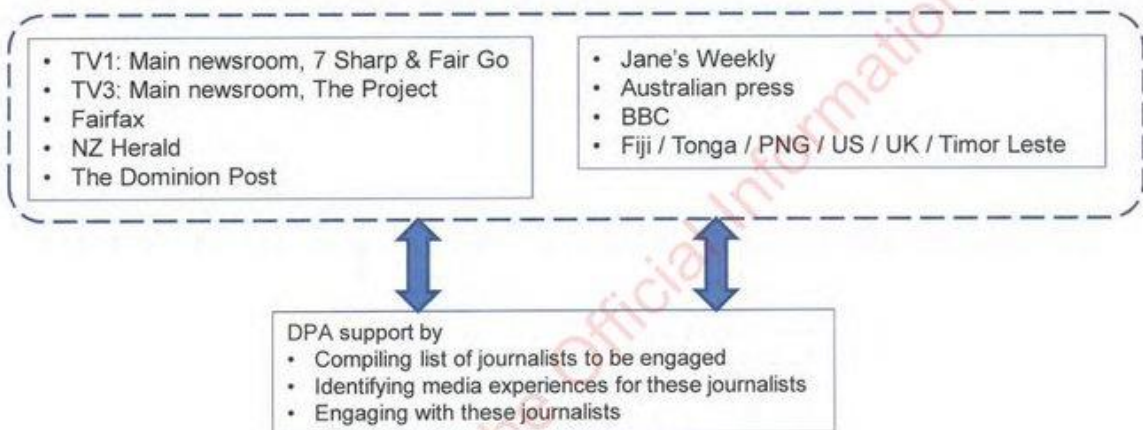 • TV1: Main newsroom, 7 Sharp & Fair Go
• TV3: Main newsroom, The Project
• Fairfax
• NZ Herald
• The Dominion Post
• Jane's Weekly
• Australian press
• BBC
• Fiji / Tonga / PNG / US / UK / Timor Leste
DPA support by
• Compiling list of journalists to be engaged
• Identifying media experiences for these journalists
• Engaging with these journalists
Official Information